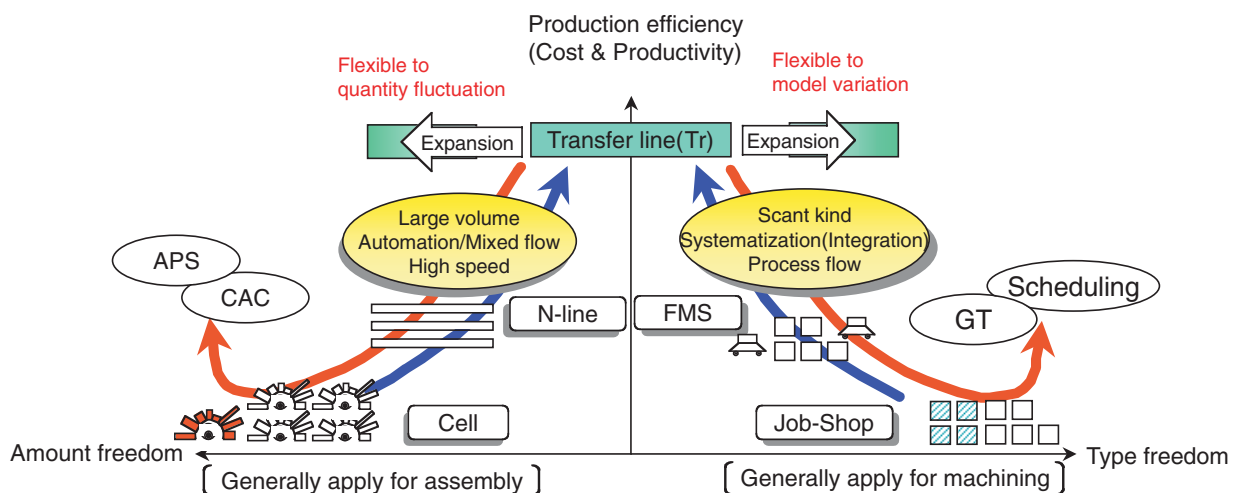 Production efficiency
(Cost & Productivity)
Flexible to
quantity fluctuation
Flexible to
model variation
Expansion
Transfer line(Tr)
Expansion
Large volume
Automation/Mixed flow
High speed
Scant kind
Systematization(Integration)
Process flow
APS
CAC
Scheduling
GT
N-line
FMS
Cell
Job-Shop
Amount freedom
Type freedom
[Generally apply for assembly]
[Generally apply for machining]